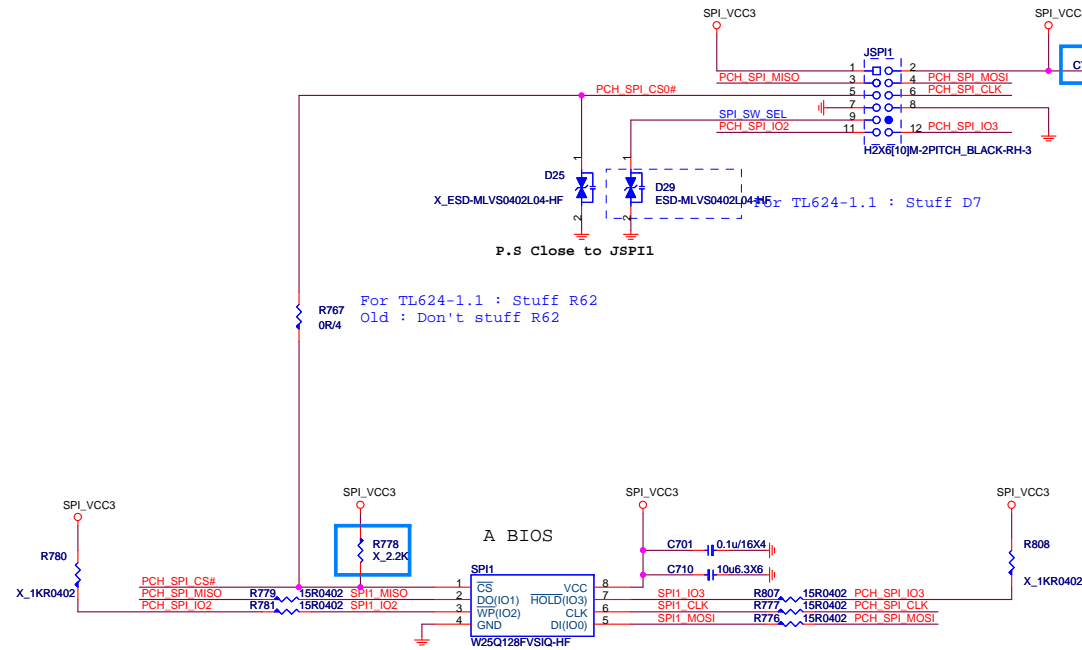 SPI_VCC3
SPI_VCC
JSPI1
1
2
PCH_SPI_MISO
3
4
PCH_SPI_MOSI
PCH_SPI_CS0#
5
6
PCH_SPI_CLK
7
8
SPI_SW_SEL
9
PCH_SPI_IO2
11
12
PCH_SPI_IO3
H2X6[10]M-2PITCH_BLACK-RH-3
1
1
D25
X_ESD-MLVS0402L04-HF
D29
ESD-MLVS0402L04-HF
For TL624-1.1 : Stuff D7
2
2
P.S Close to JSPI1
R767
0R/4
For TL624-1.1 : Stuff R62
Old : Don't stuff R62
SPI_VCC3
SPI_VCC3
SPI_VCC3
SPI_VCC3
R780
X_1KR0402
R778
X_2.2K
A BIOS
C701
0.1u/16X4
C710
10u6.3X6
R808
X_1KR0402
SPI1
PCH_SPI_CS#
1
CS
VCC
8
PCH_SPI_MISO
R779
15R0402
SPI1_MISO
2
DO(IO1)
HOLD(IO3)
7
SPI1_IO3
R807
15R0402
PCH_SPI_IO3
PCH_SPI_IO2
R781
15R0402
SPI1_IO2
3
WP(IO2)
CLK
6
SPI1_CLK
R777
15R0402
PCH_SPI_CLK
4
GND
DI(IO0)
5
SPI1_MOSI
R776
15R0402
PCH_SPI_MOSI
W25Q128FVSIQ-HF